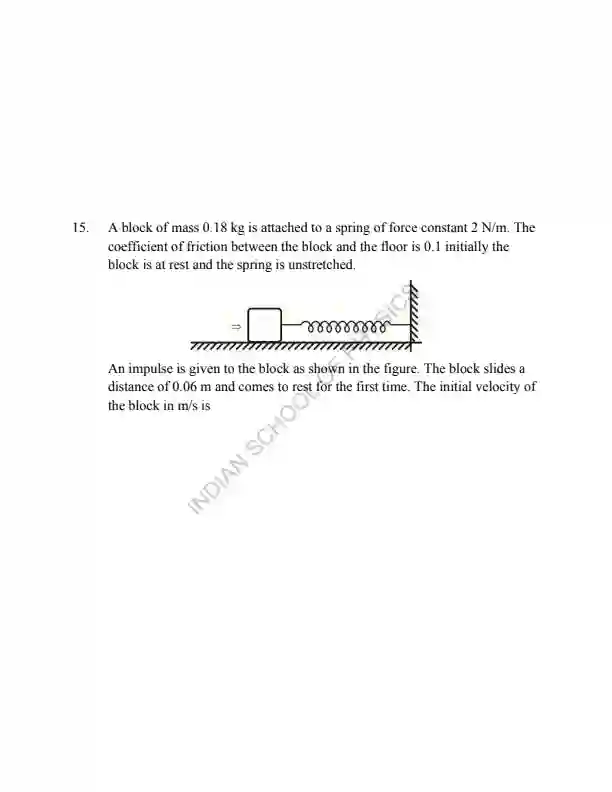 15. A block of mass 0.18 kg is attached to a spring of force constant 2 N/m. The
coefficient of friction between the block and the floor is 0.1 initially the
block is at rest and the spring is unstretched.
⇒
An impulse is given to the block as shown in the figure. The block slides a
distance of 0.06 m and comes to rest for the first time. The initial velocity of
the block in m/s is
INDIAN SCHOOL OF PHYSICS